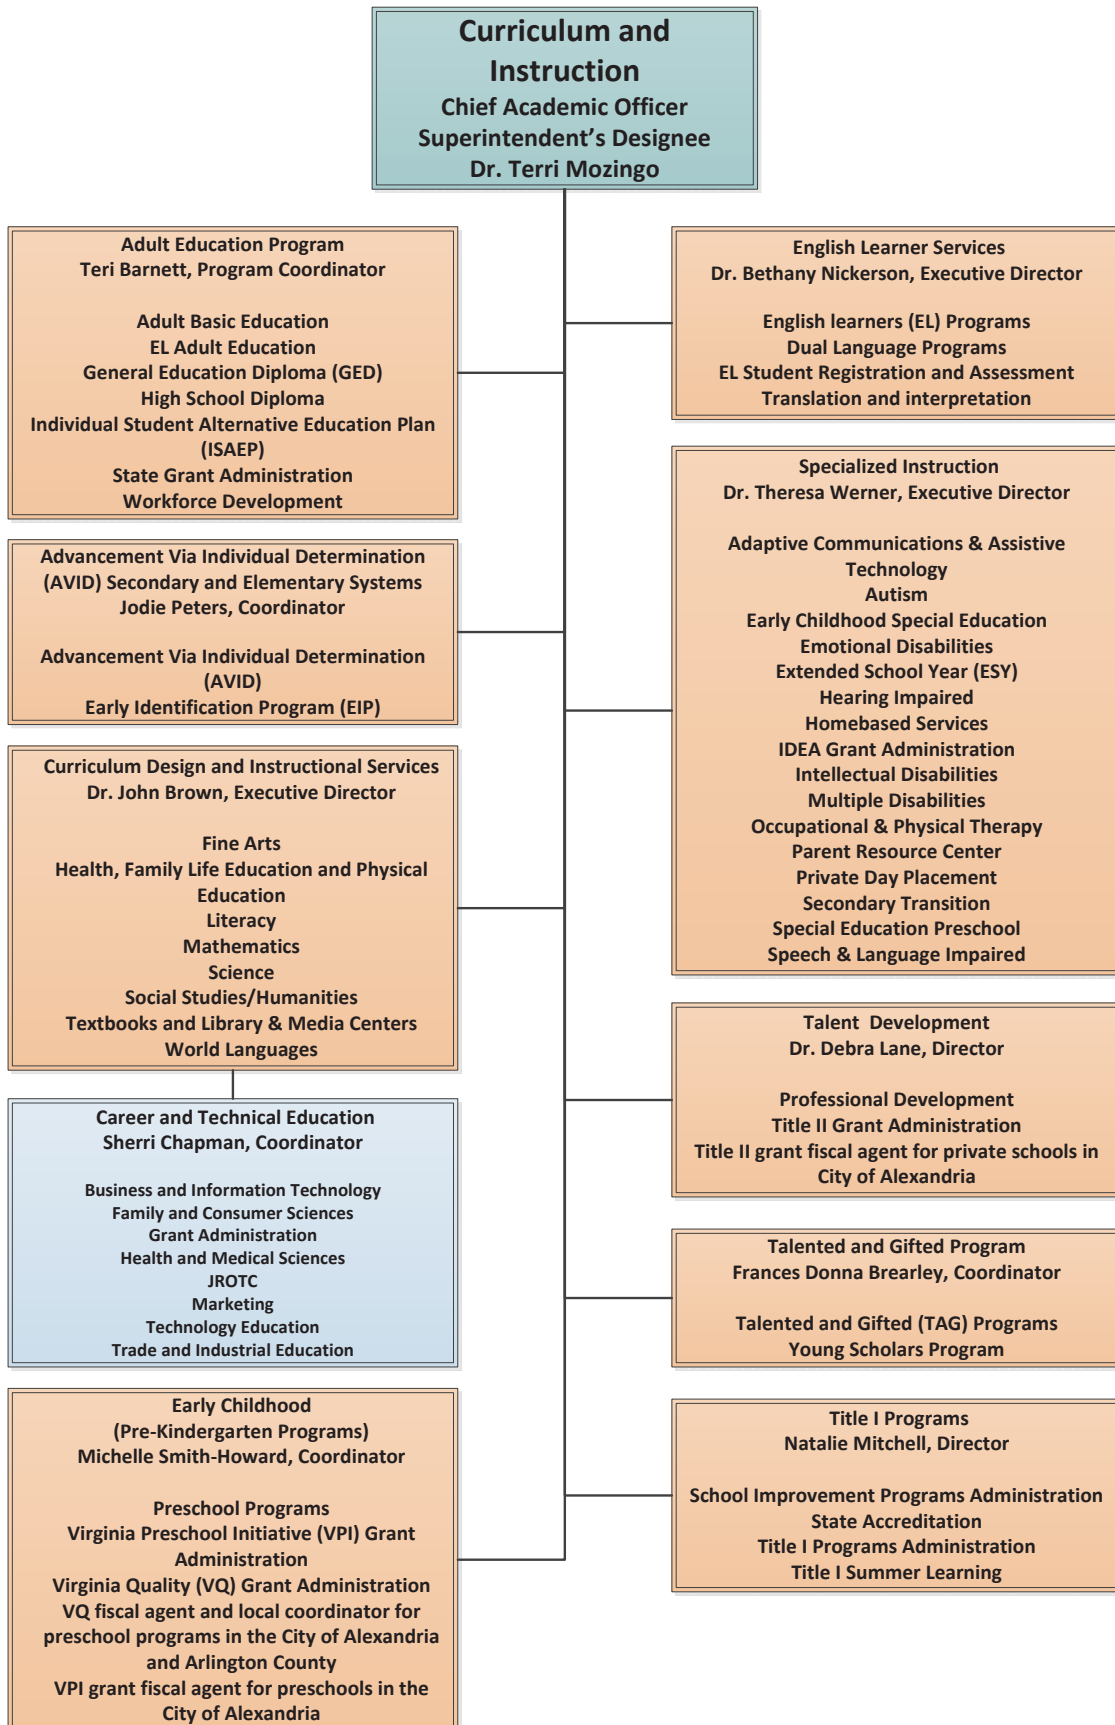 Curriculum and
Instruction
Chief Academic Officer
Superintendent’s Designee
Dr. Terri Mozingo
Adult Education Program
Teri Barnett, Program Coordinator
Adult Basic Education
EL Adult Education
General Education Diploma (GED)
High School Diploma
Individual Student Alternative Education Plan
(ISAEP)
State Grant Administration
Workforce Development
Advancement Via Individual Determination
(AVID) Secondary and Elementary Systems
Jodie Peters, Coordinator
Advancement Via Individual Determination
(AVID)
Early Identification Program (EIP)
Curriculum Design and Instructional Services
Dr. John Brown, Executive Director
Fine Arts
Health, Family Life Education and Physical
Education
Literacy
Mathematics
Science
Social Studies/Humanities
Textbooks and Library & Media Centers
World Languages
Career and Technical Education
Sherri Chapman, Coordinator
Business and Information Technology
Family and Consumer Sciences
Grant Administration
Health and Medical Sciences
JROTC
Marketing
Technology Education
Trade and Industrial Education
Early Childhood
(Pre-Kindergarten Programs)
Michelle Smith-Howard, Coordinator
Preschool Programs
Virginia Preschool Initiative (VPI) Grant
Administration
Virginia Quality (VQ) Grant Administration
VQ fiscal agent and local coordinator for
preschool programs in the City of Alexandria
and Arlington County
VPI grant fiscal agent for preschools in the
City of Alexandria
English Learner Services
Dr. Bethany Nickerson, Executive Director
English learners (EL) Programs
Dual Language Programs
EL Student Registration and Assessment
Translation and interpretation
Specialized Instruction
Dr. Theresa Werner, Executive Director
Adaptive Communications & Assistive
Technology
Autism
Early Childhood Special Education
Emotional Disabilities
Extended School Year (ESY)
Hearing Impaired
Homebased Services
IDEA Grant Administration
Intellectual Disabilities
Multiple Disabilities
Occupational & Physical Therapy
Parent Resource Center
Private Day Placement
Secondary Transition
Special Education Preschool
Speech & Language Impaired
Talent Development
Dr. Debra Lane, Director
Professional Development
Title II Grant Administration
Title II grant fiscal agent for private schools in
City of Alexandria
Talented and Gifted Program
Frances Donna Brearley, Coordinator
Talented and Gifted (TAG) Programs
Young Scholars Program
Title I Programs
Natalie Mitchell, Director
School Improvement Programs Administration
State Accreditation
Title I Programs Administration
Title I Summer Learning